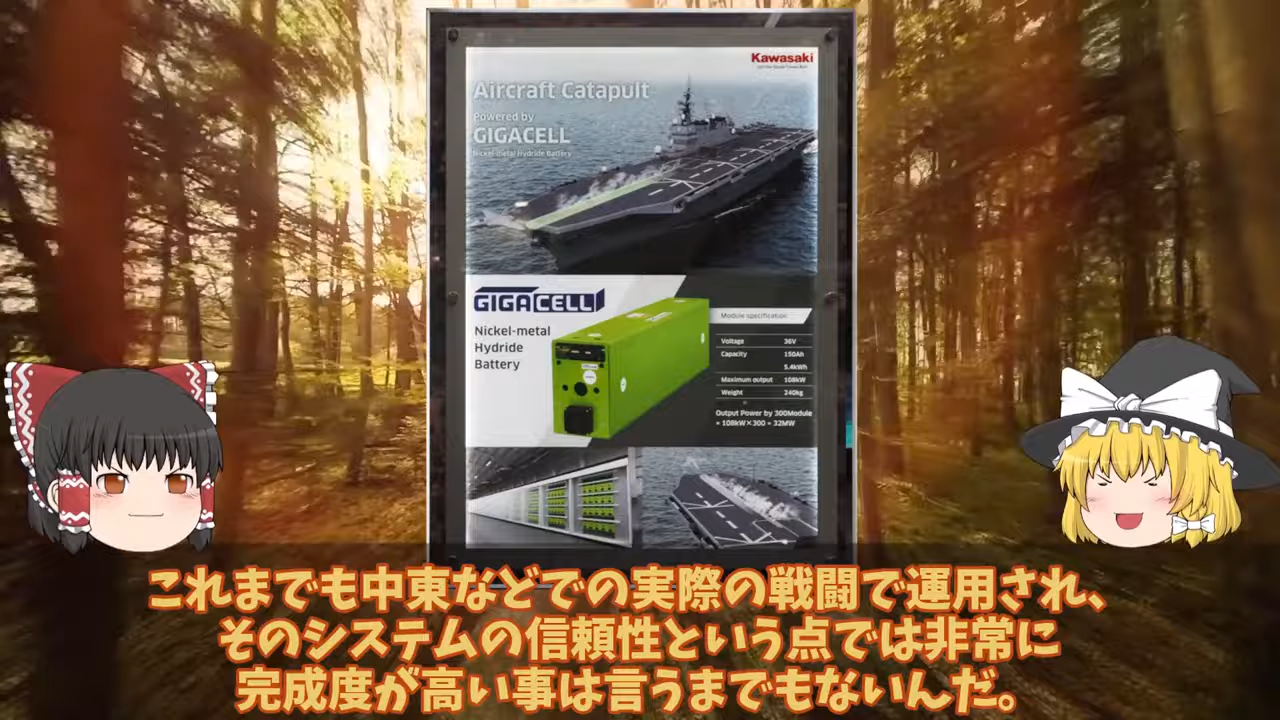 Kawasaki
Aircraft Catapult
Powered by
GIGACELL
Nickel-metal Hydride Battery
GIGACELL
Nickel-metal
Hydride
Battery
Module specification
Voltage 36V
Capacity 150Ah
5.4kWh
Maximum output 108kW
Weight 240kg
Output Power by 300Module
= 108kW×300 = 32MW
これまでも中東などでの実際の戦闘で運用され、
そのシステムの信頼性という点では非常に
完成度が高い事は言うまでもないんだ。